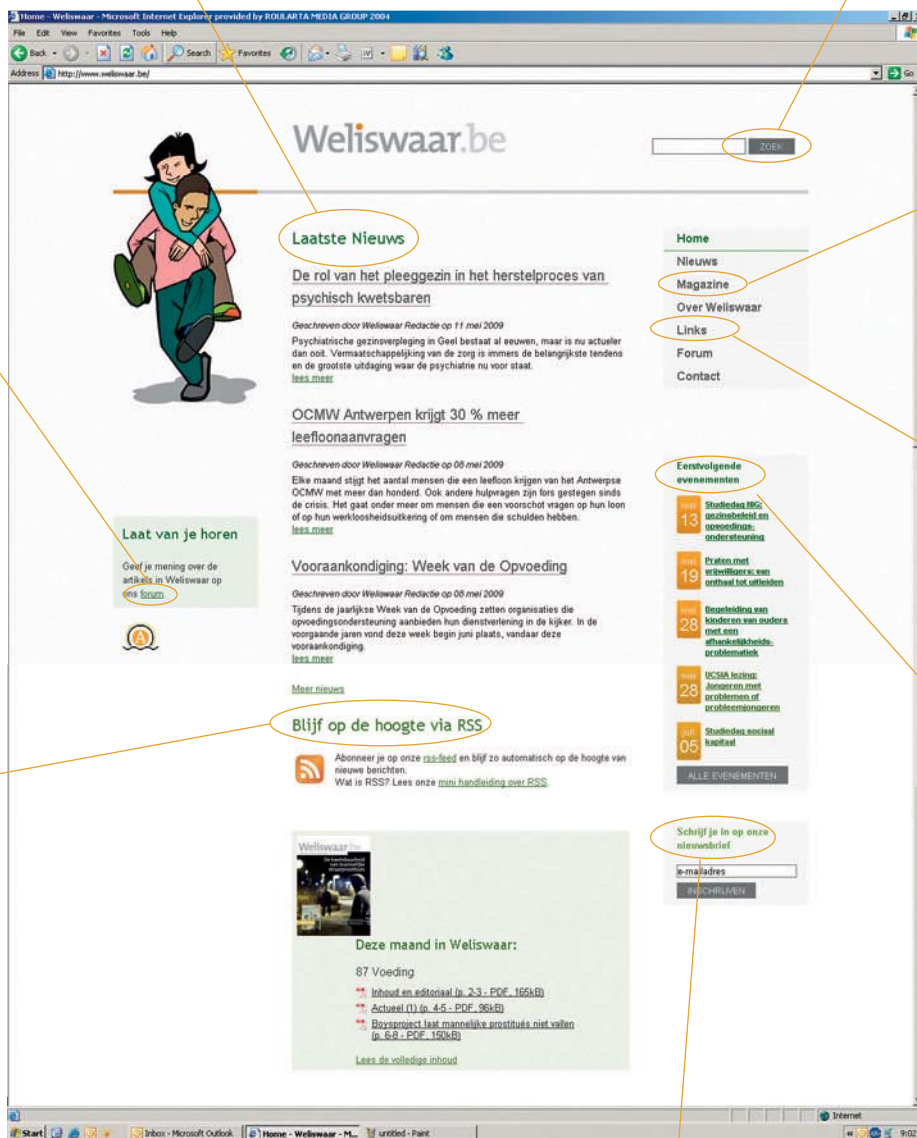 Home - Weliswaar - Microsoft Internet Explorer provided by ROULARTA MEDIA GROUP 2004
File Edit View Favorites Tools Help
Back Search Favorites
Address http://www.weliswaar.be/ Go
Weliswaar.be
ZOEK
Laatste Nieuws
De rol van het pleeggezin in het herstelproces van
psychisch kwetsbaren
Geschreven door Weliswaar Redactie op 11 mei 2009
Psychiatrische gezinsverpleging in Geel bestaat al eeuwen, maar is nu actueler
dan ooit. Vermaatschappelijking van de zorg is immers de belangrijkste tendens
en de grootste uitdaging waar de psychiatrie nu voor staat.
lees meer
OCMW Antwerpen krijgt 30 % meer
leefloonaanvragen
Geschreven door Weliswaar Redactie op 08 mei 2009
Elke maand stijgt het aantal mensen die een leefloon krijgen van het Antwerpse
OCMW met meer dan honderd. Ook andere hulpvragen zijn fors gestegen sinds
de crisis. Het gaat onder meer om mensen die een voorschot vragen op hun loon
of op hun werkloosheidsuitkering of om mensen die schulden hebben.
lees meer
Vooraankondiging: Week van de Opvoeding
Geschreven door Weliswaar Redactie op 08 mei 2009
Tijdens de jaarlijkse Week van de Opvoeding zetten organisaties die
opvoedingsondersteuning aanbieden hun dienstverlening in de kijker. In de
voorgaande jaren vond deze week begin juni plaats, vandaar deze
vooraankondiging.
lees meer
Meer nieuws
Blijf op de hoogte via RSS
Abonneer je op onze rss-feed en blijf zo automatisch op de hoogte van
nieuwe berichten.
Wat is RSS? Lees onze mini handleiding over RSS.
Weliswaar.be
Deze maand in Weliswaar:
87 Voeding
Inhoud en editoriaal (p. 2-3 - PDF, 165kB)
Actueel (1) (p. 4-5 - PDF, 96kB)
Boysproject laat mannelijke prostitués niet vallen
(p. 6-8 - PDF, 150kB)
Lees de volledige inhoud
Laat van je horen
Geef je mening over de
artikels in Weliswaar op
ons forum.
A
Home
Nieuws
Magazine
Over Weliswaar
Links
Forum
Contact
Eerstvolgende
evenementen
mei
13
Studiedag HIG:
gezinsbeleid en
opvoedings-
ondersteuning
mei
19
Praten met
vrijwilligers: van
onthaal tot uitleiden
mei
28
Begeleiding van
kinderen van ouders
met een
afhankelijkheids-
problematiek
mei
28
UCSIA lezing:
Jongeren met
problemen of
probleemjongeren
jun
05
Studiedag sociaal
kapitaal
ALLE EVENEMENTEN
Schrijf je in op onze
nieuwsbrief
e-mailadres
INSCHRIJVEN
Internet
Start Inbox - Microsoft Outlook Home - Weliswaar - M... untitled - Paint 9:02